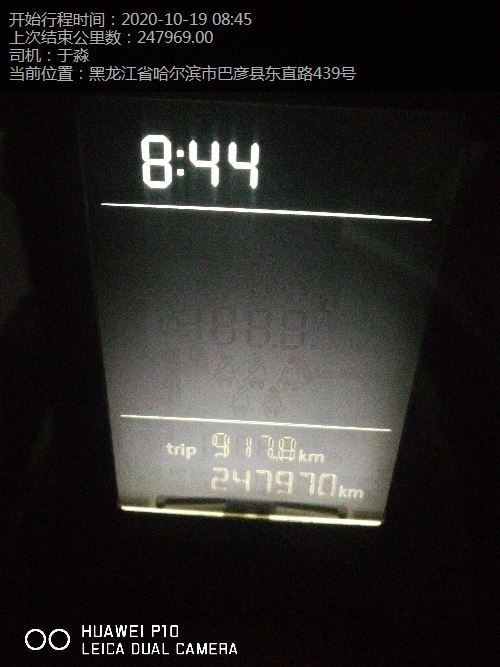 开始行程时间：2020-10-19 08:45
上次结束公里数：247969.00
司机：于淼
当前位置：黑龙江省哈尔滨市巴彦县东直路439号
8:44
trip 917.8 km
247970 km
HUAWEI P10
LEICA DUAL CAMERA